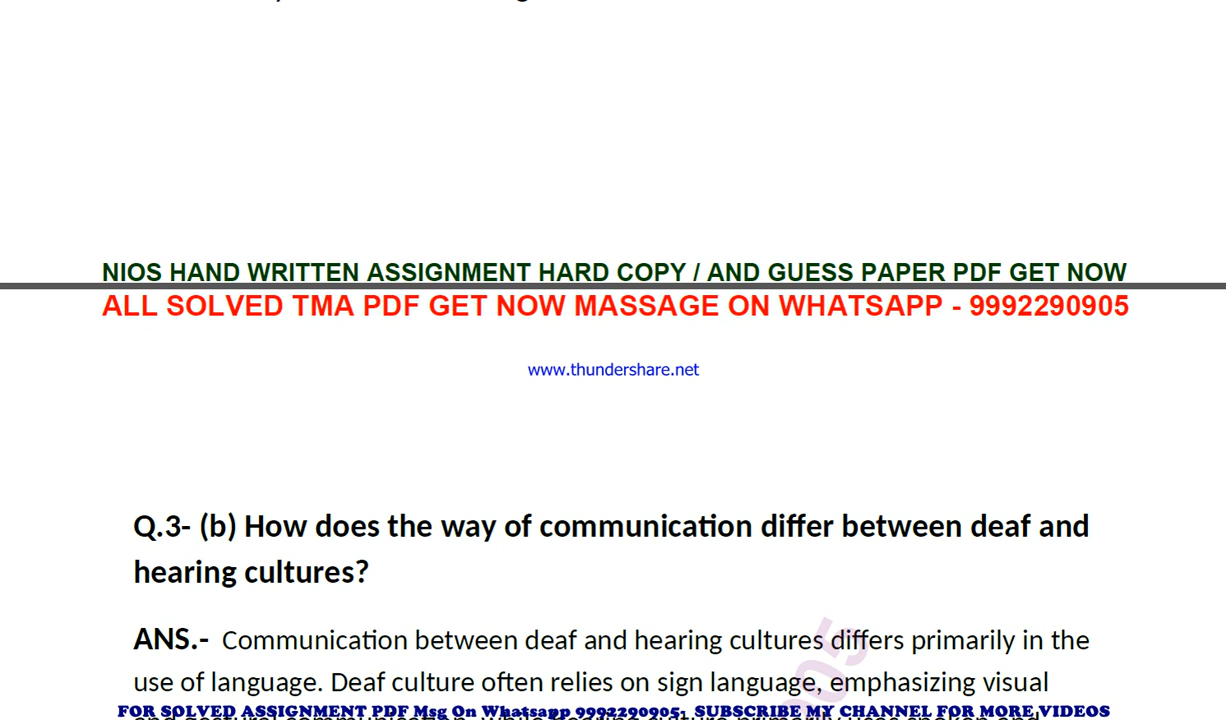 NIOS HAND WRITTEN ASSIGNMENT HARD COPY / AND GUESS PAPER PDF GET NOW
ALL SOLVED TMA PDF GET NOW MASSAGE ON WHATSAPP - 9992290905
www.thundershare.net
Q.3- (b) How does the way of communication differ between deaf and
hearing cultures?
ANS.- Communication between deaf and hearing cultures differs primarily in the
use of language. Deaf culture often relies on sign language, emphasizing visual
FOR SOLVED ASSIGNMENT PDF Msg On Whatsapp 9992290905, SUBSCRIBE MY CHANNEL FOR MORE VIDEOS